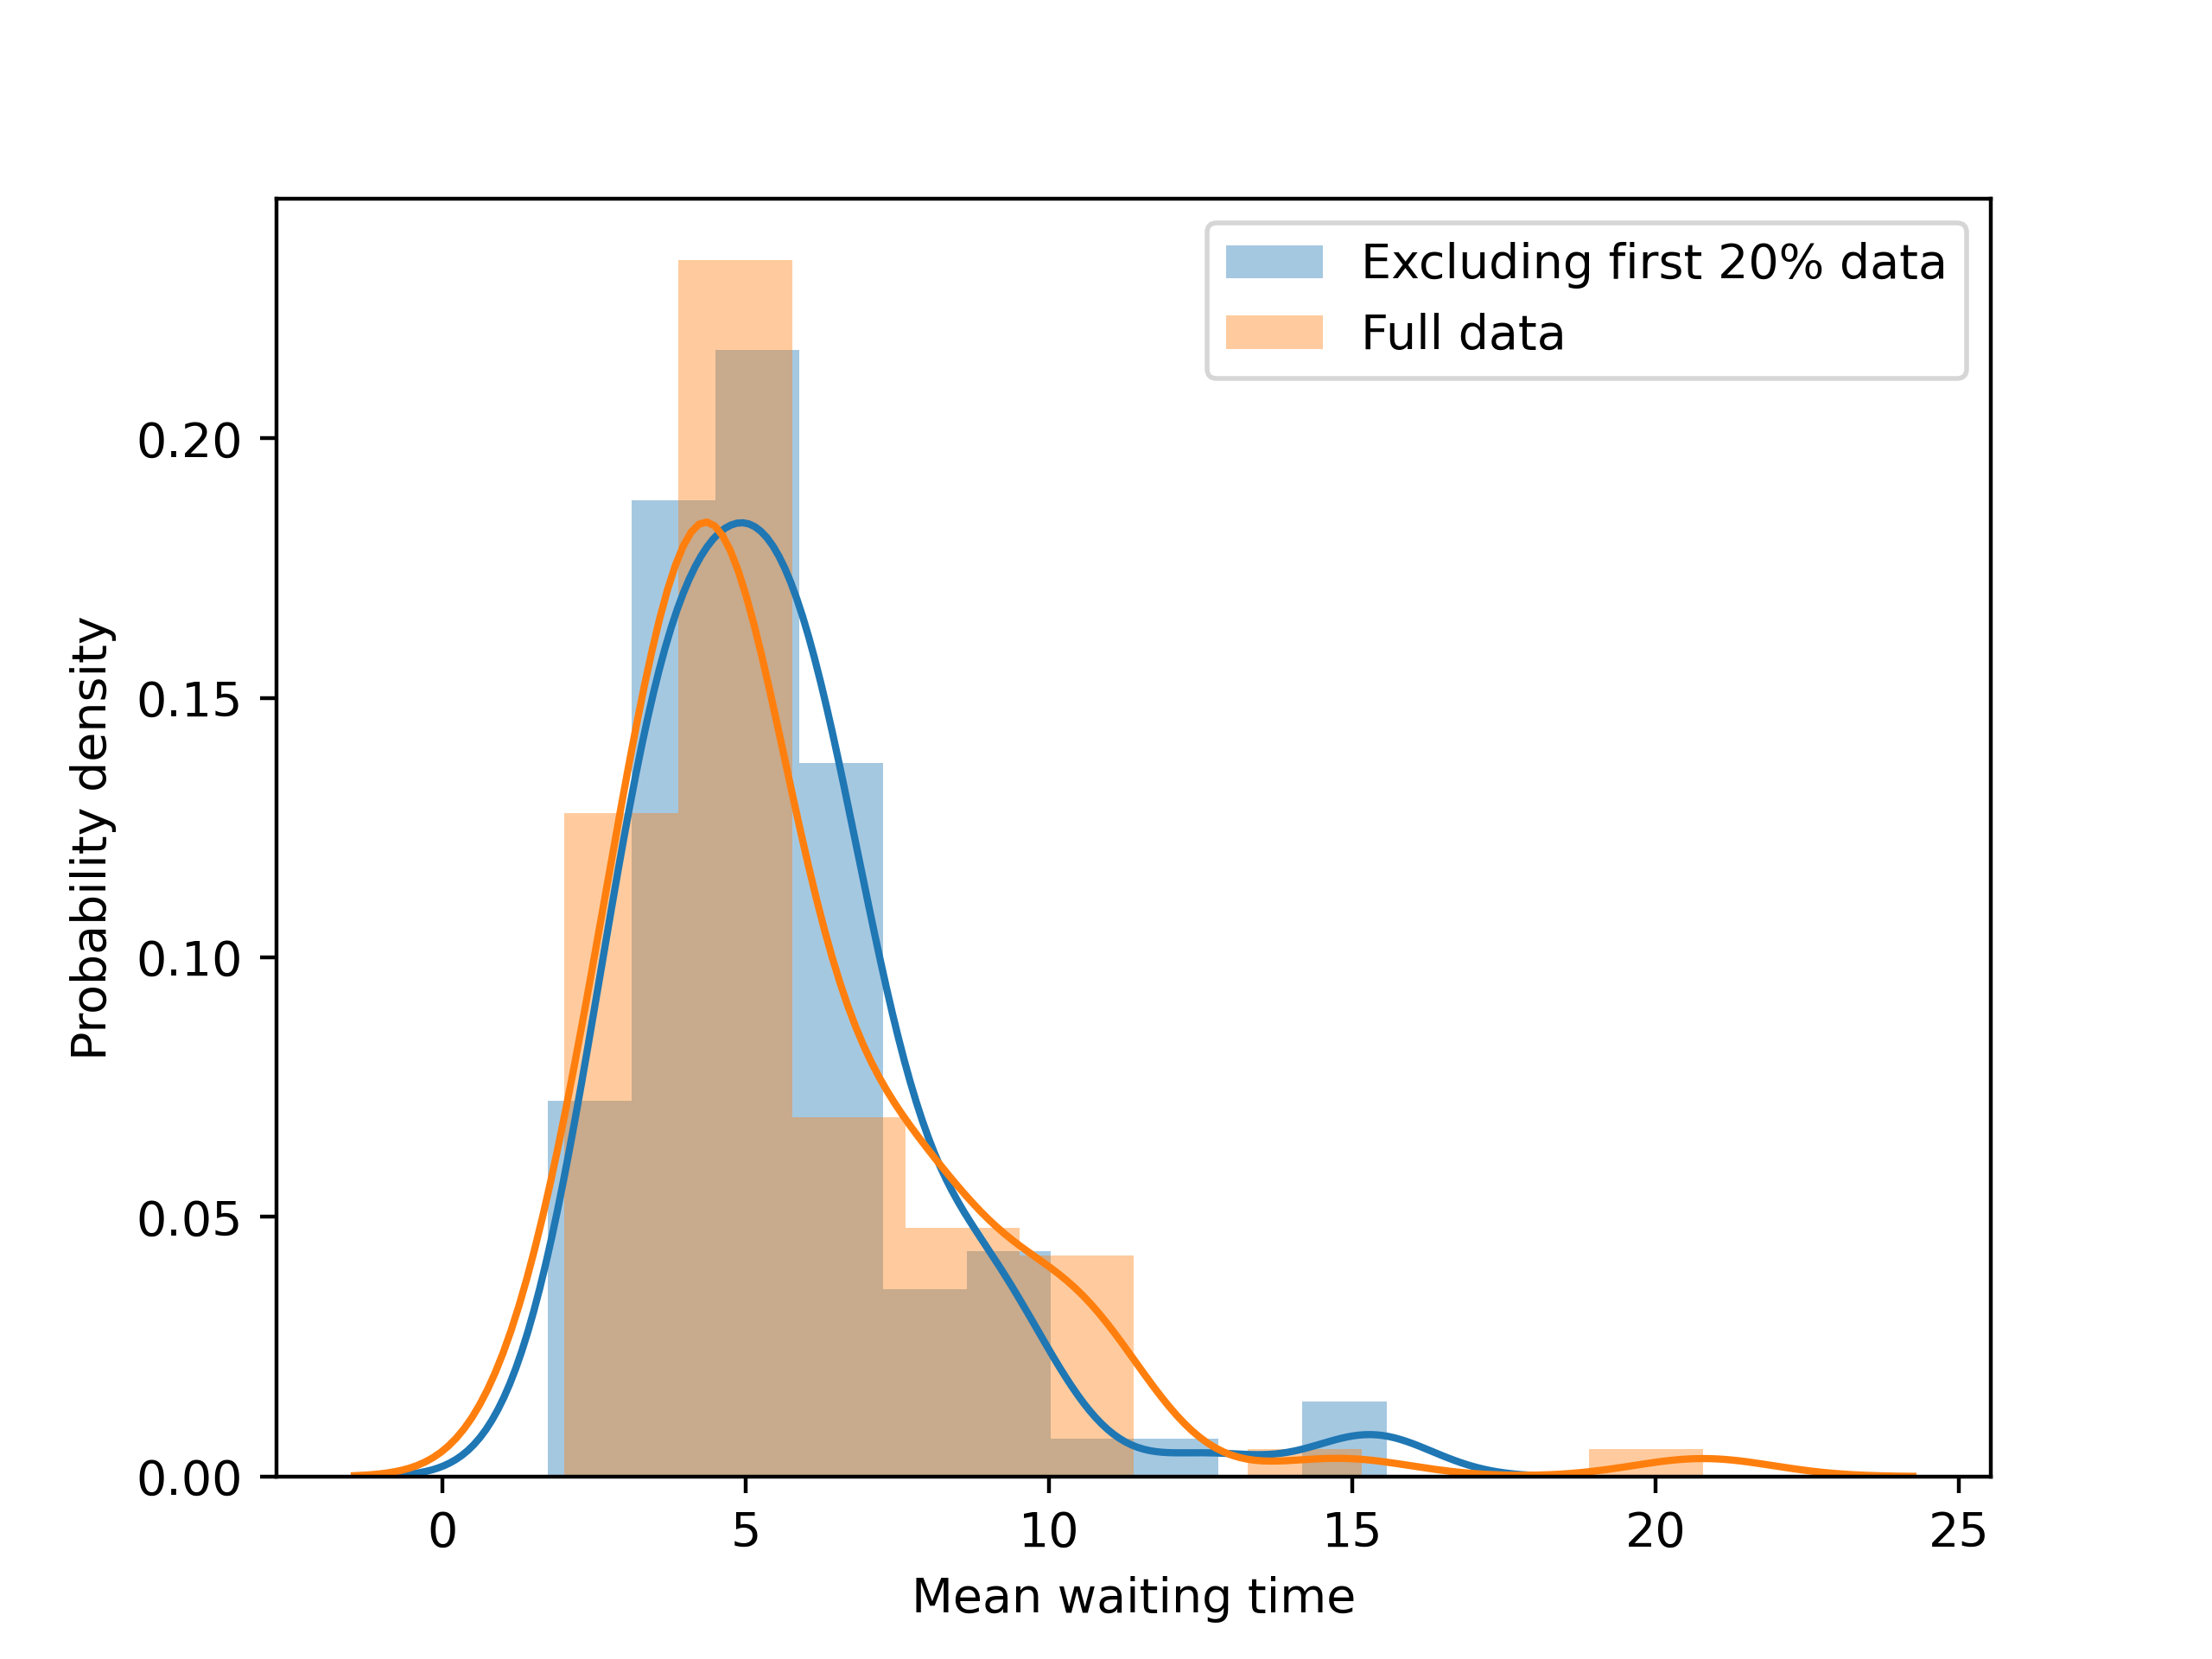 Excluding first 20% data
Full data
0.20
0.15
0.10
0.05
0.00
Probability density
0 5 10 15 20 25
Mean waiting time